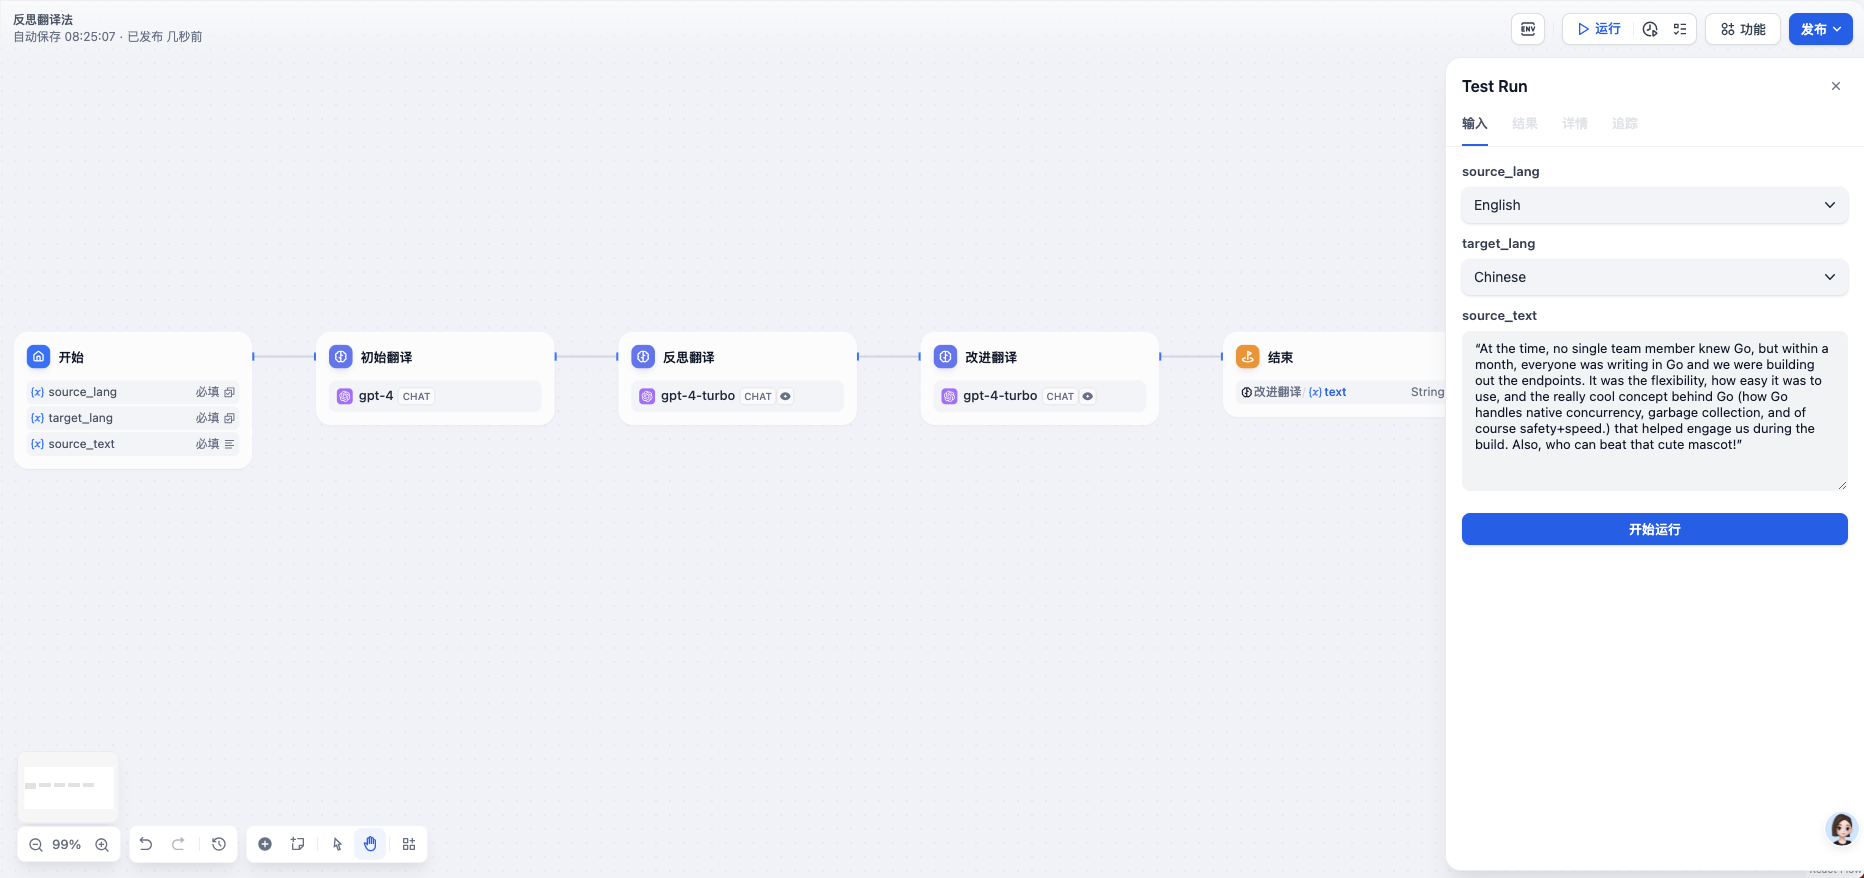 反思翻译法
自动保存 08:25:07 · 已发布 几秒前
ENV
运行
功能
发布
Test Run
输入 结果 详情 追踪
source_lang
English
target_lang
Chinese
source_text
“At the time, no single team member knew Go, but within a
month, everyone was writing in Go and we were building
out the endpoints. It was the flexibility, how easy it was to
use, and the really cool concept behind Go (how Go
handles native concurrency, garbage collection, and of
course safety+speed.) that helped engage us during the
build. Also, who can beat that cute mascot!”
开始运行
开始
{x} source_lang 必填
{x} target_lang 必填
{x} source_text 必填
初始翻译
gpt-4 CHAT
反思翻译
gpt-4-turbo CHAT
改进翻译
gpt-4-turbo CHAT
结束
改进翻译/{x} text String
99%
React Flow